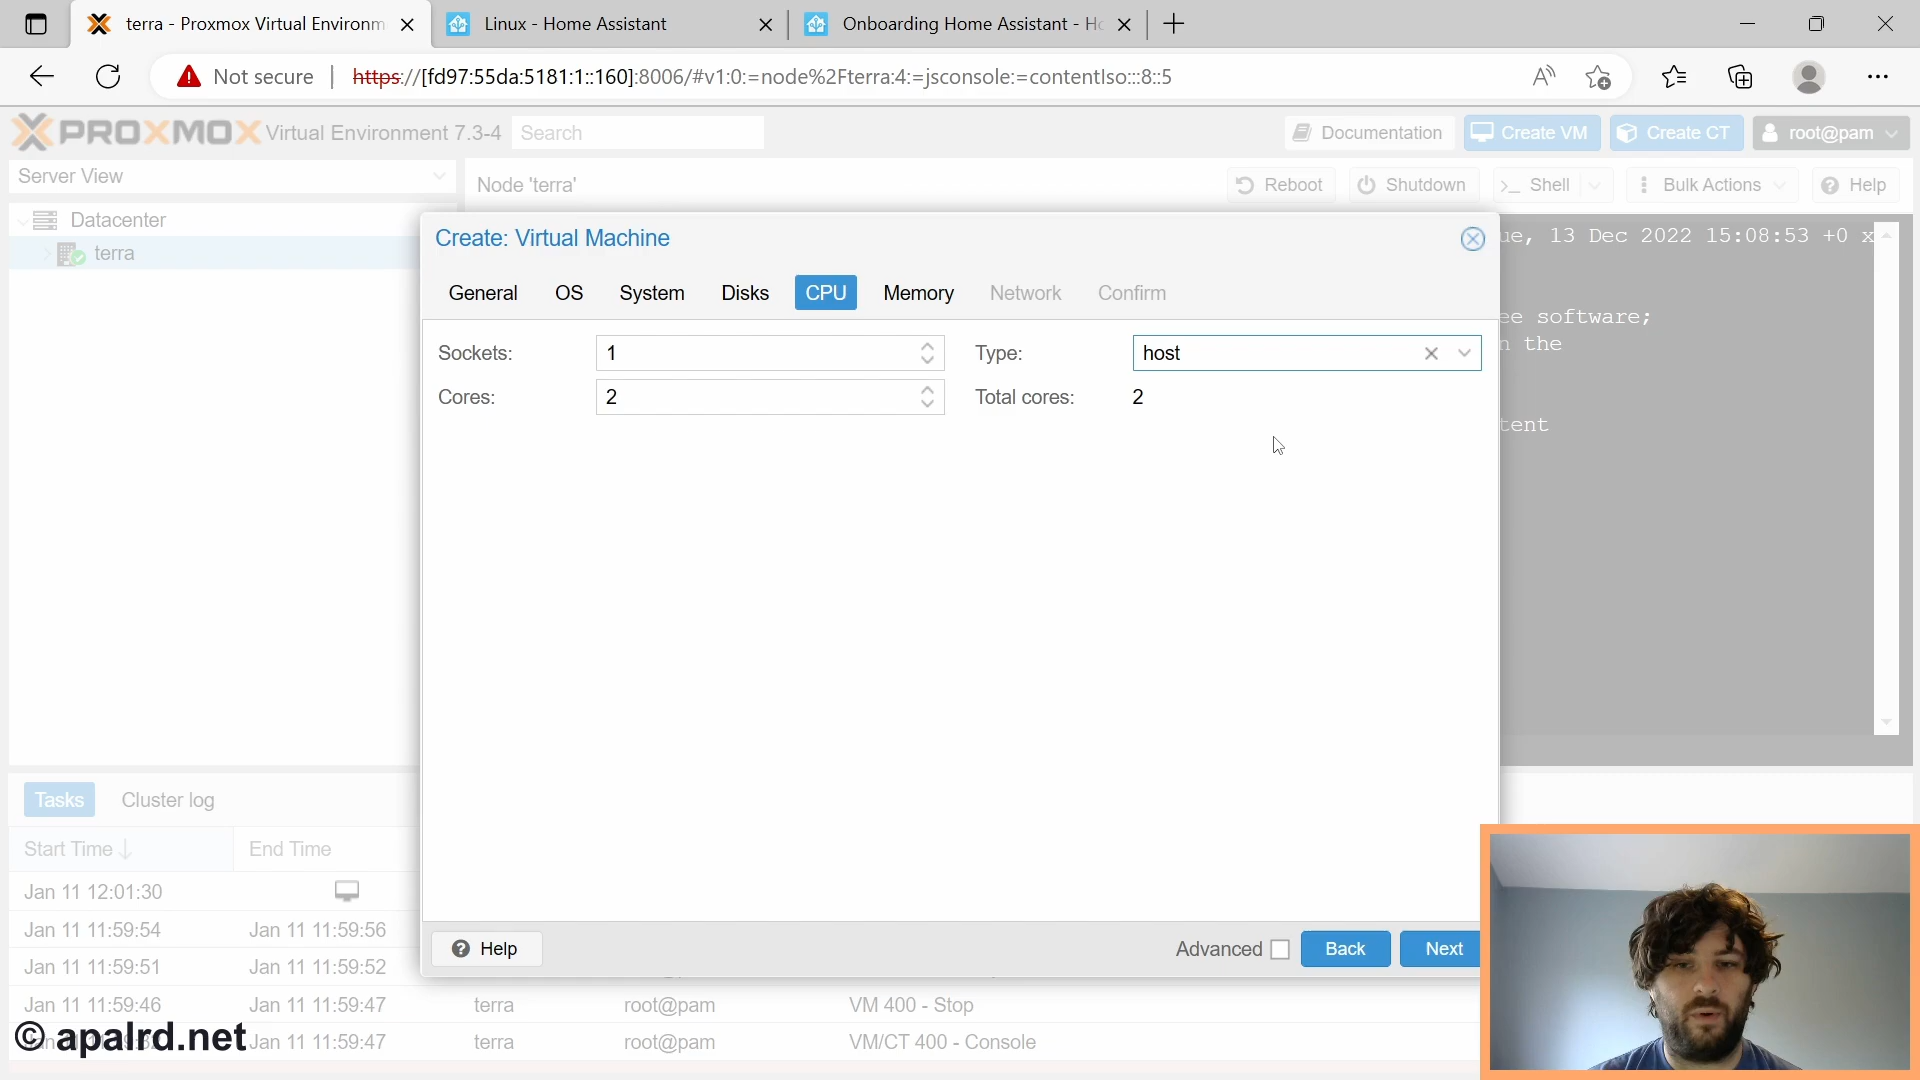 terra - Proxmox Virtual Environm
Linux - Home Assistant
Onboarding Home Assistant - Ho
Not secure
https://[fd97:55da:5181:1::160]:8006/#v1:0:=node%2Fterra:4:=jsconsole:=contentIso:::8::5
PROXMOX Virtual Environment 7.3-4
Search
Documentation
Create VM
Create CT
root@pam
Server View
Node 'terra'
Reboot
Shutdown
>_ Shell
Bulk Actions
Help
Datacenter
terra
ue, 13 Dec 2022 15:08:53 +0 x
ee software;
n the
tent
Create: Virtual Machine
General
OS
System
Disks
CPU
Memory
Network
Confirm
Sockets:
1
Type:
host
Cores:
2
Total cores:
2
Help
Advanced
Back
Next
Tasks
Cluster log
Start Time
End Time
Jan 11 12:01:30
Jan 11 11:59:54
Jan 11 11:59:56
Jan 11 11:59:51
Jan 11 11:59:52
Jan 11 11:59:46
Jan 11 11:59:47
terra
root@pam
VM 400 - Stop
Jan 11 11:59:47
terra
root@pam
VM/CT 400 - Console
© apalrd.net